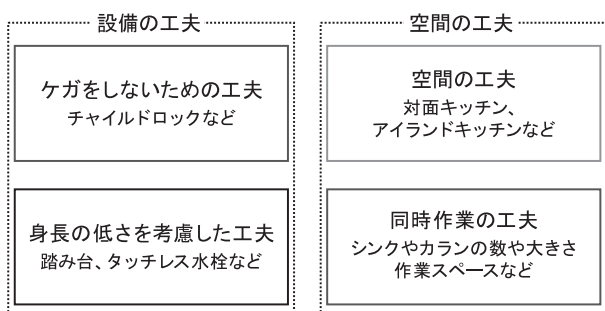 設備の工夫
ケガをしないための工夫
チャイルドロックなど
身長の低さを考慮した工夫
踏み台、タッチレス水栓など
空間の工夫
空間の工夫
対面キッチン、
アイランドキッチンなど
同時作業の工夫
シンクやカランの数や大きさ
作業スペースなど